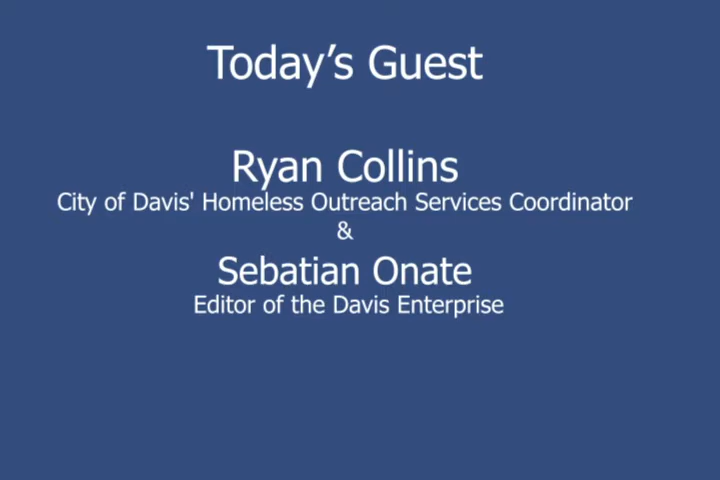 Today’s Guest
Ryan Collins
City of Davis' Homeless Outreach Services Coordinator
&
Sebatian Onate
Editor of the Davis Enterprise